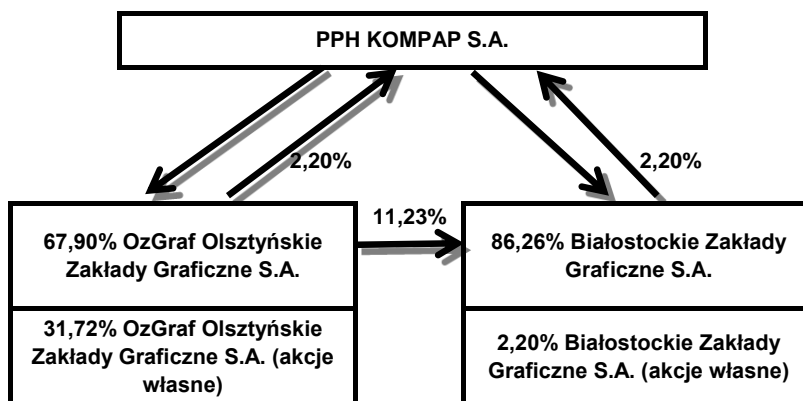 PPH KOMPAP S.A.
2,20%
2,20%
11,23%
67,90% OzGraf Olsztyńskie
Zakłady Graficzne S.A.
86,26% Białostockie Zakłady
Graficzne S.A.
31,72% OzGraf Olsztyńskie
Zakłady Graficzne S.A. (akcje
własne)
2,20% Białostockie Zakłady
Graficzne S.A. (akcje własne)